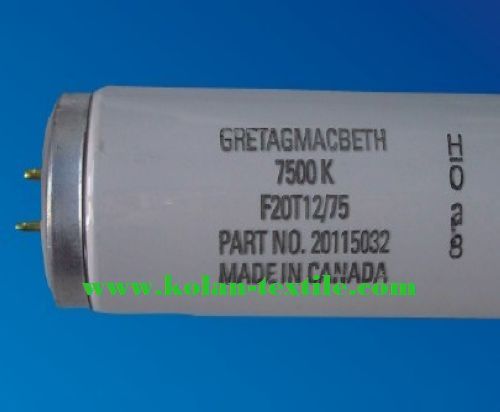 GRETAGMACBETH
7500 K
F20T12/75
PART NO. 20115032
MADE IN CANADA
www.kolan-textile.com